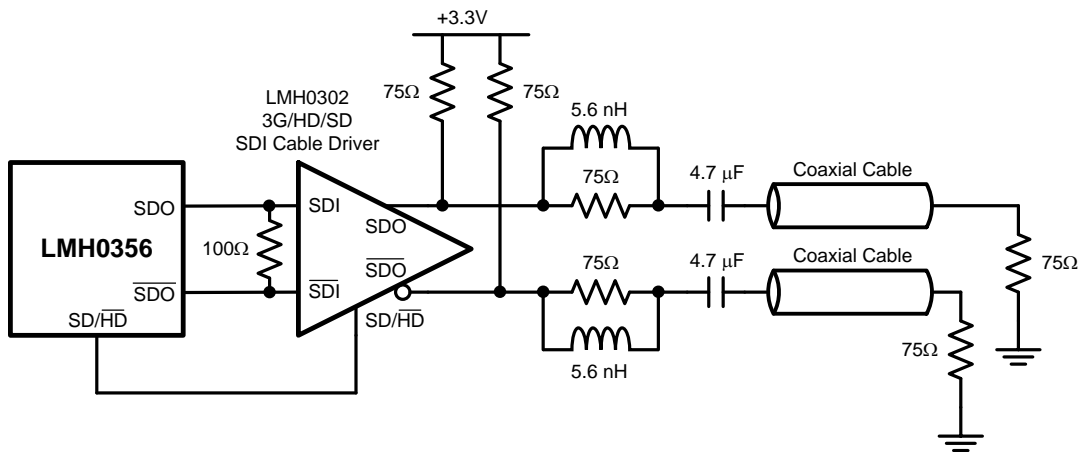 +3.3V
75Ω
75Ω
LMH0302
3G/HD/SD
SDI Cable Driver
5.6 nH
75Ω
4.7 μF
Coaxial Cable
SDO
SDI
SDO
LMH0356
100Ω
75Ω
SDO
SDI
SDO
SD/HD
SD/HD
75Ω
4.7 μF
Coaxial Cable
5.6 nH
75Ω